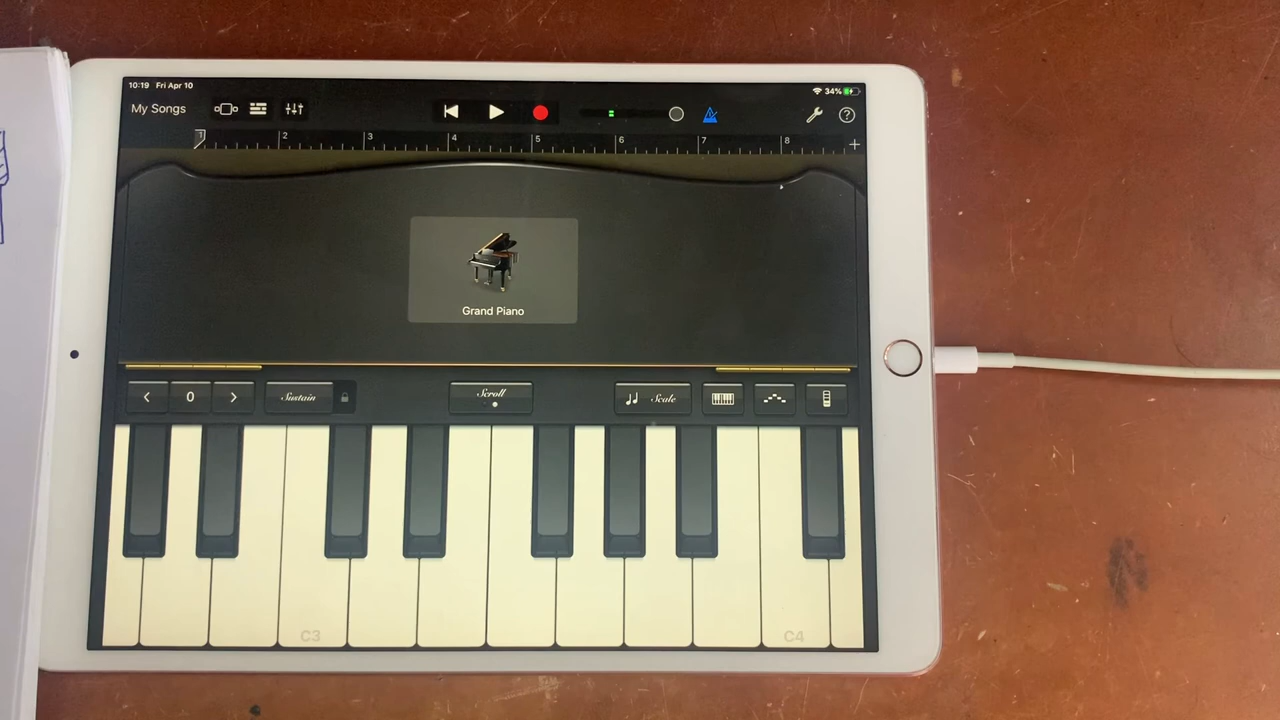 10:19 Fri Apr 10
34%
My Songs
?
1 2 3 4 5 6 7 8 +
Grand Piano
0 Sustain Scroll Scale
C3 C4